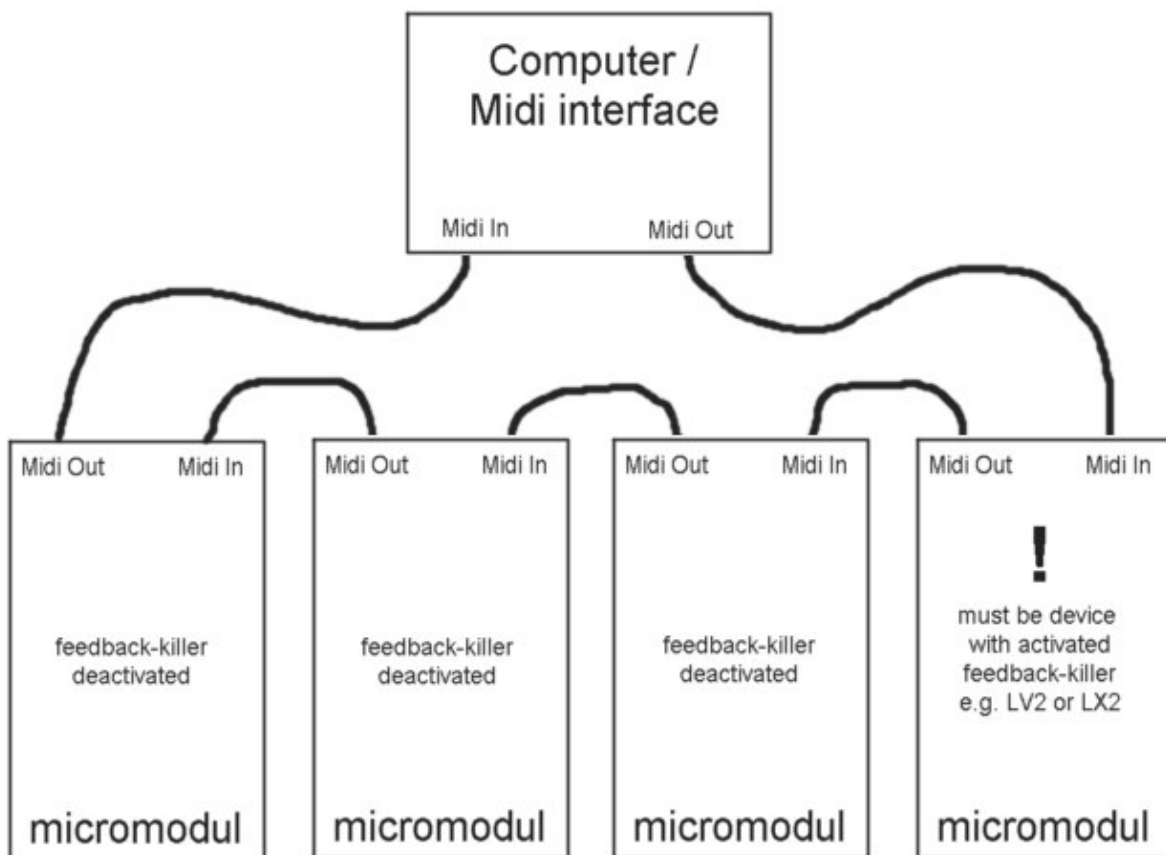 Computer /
Midi interface
Midi In
Midi Out
Midi Out
Midi In
Midi Out
Midi In
Midi Out
Midi In
Midi Out
Midi In
feedback-killer
deactivated
feedback-killer
deactivated
feedback-killer
deactivated
!
must be device
with activated
feedback-killer
e.g. LV2 or LX2
micromodul
micromodul
micromodul
micromodul